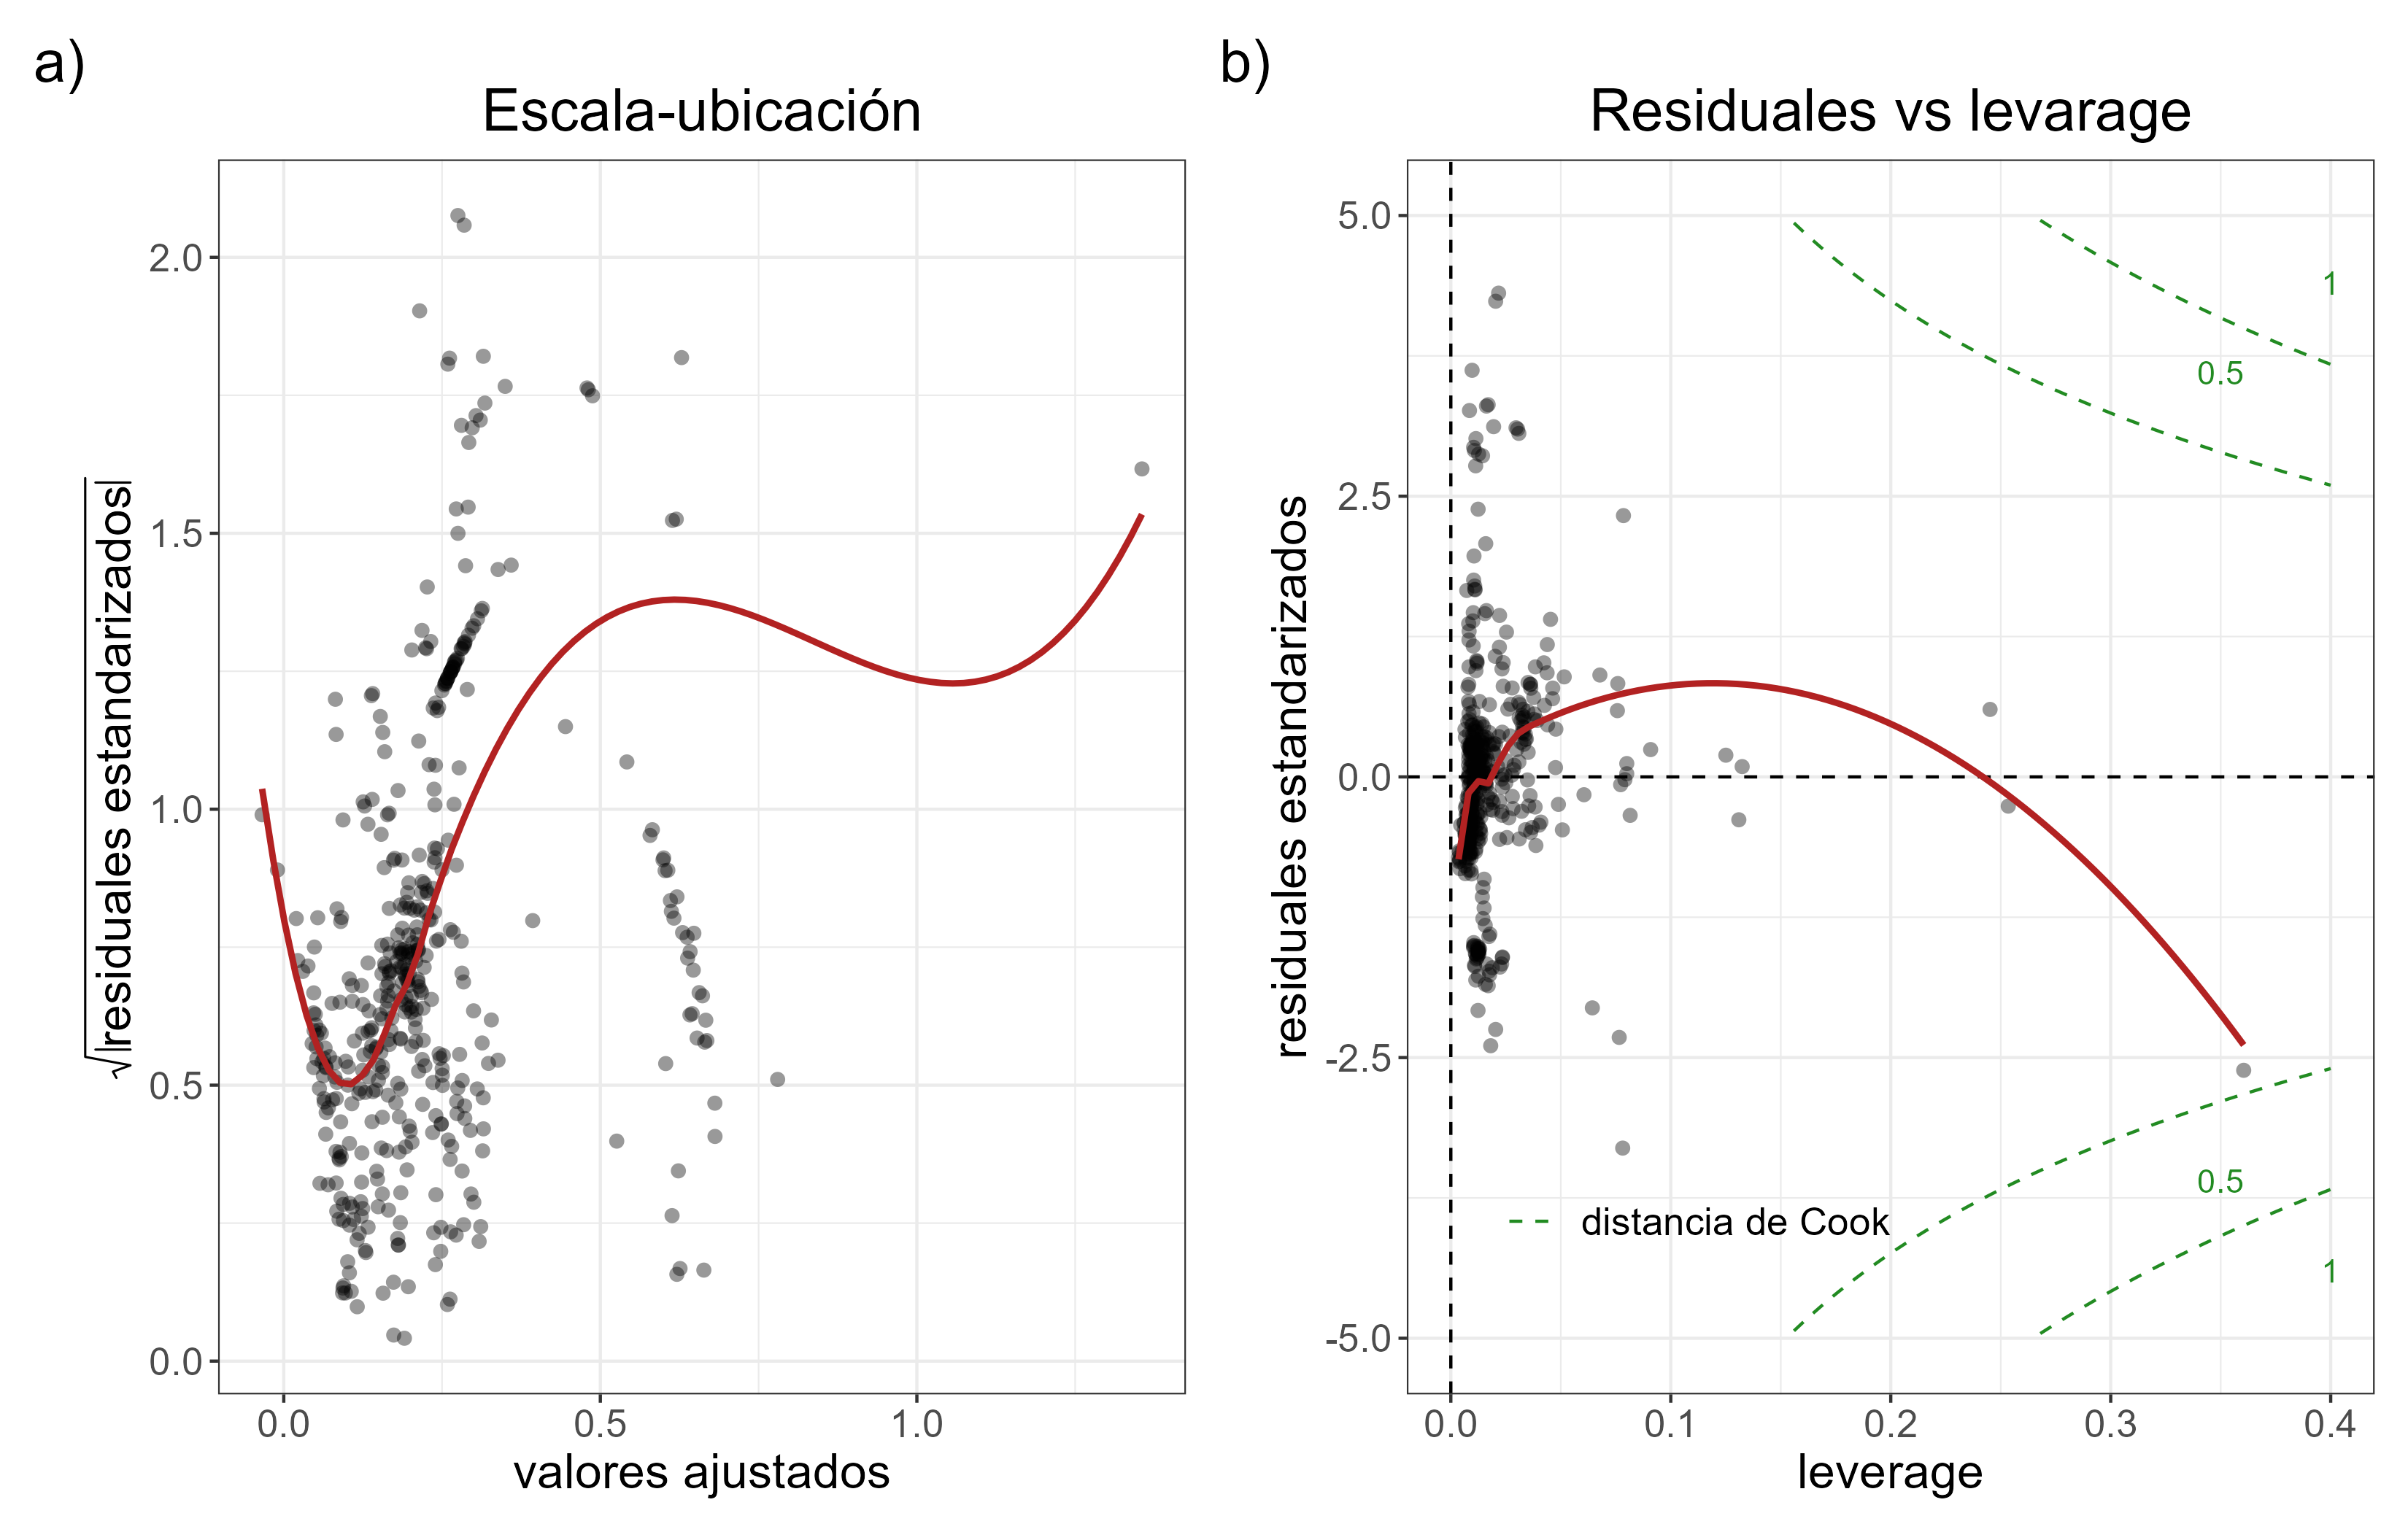 a)
Escala-ubicación
2.0
1.5
1.0
0.5
0.0
√|residuales estandarizados|
0.0
0.5
1.0
valores ajustados
b)
Residuales vs levarage
5.0
2.5
0.0
-2.5
-5.0
residuales estandarizados
1
0.5
0.5
1
distancia de Cook
0.0
0.1
0.2
0.3
0.4
leverage